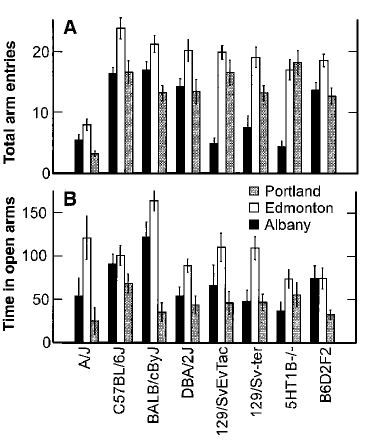 A
Total arm entries
20
10
0
B
Time in open arms
150
100
50
0
Portland
Edmonton
Albany
A/J
C57BL/6J
BALB/cByJ
DBA/2J
129/SvEvTac
129/Sv-ter
5HT1B-/-
B6D2F2